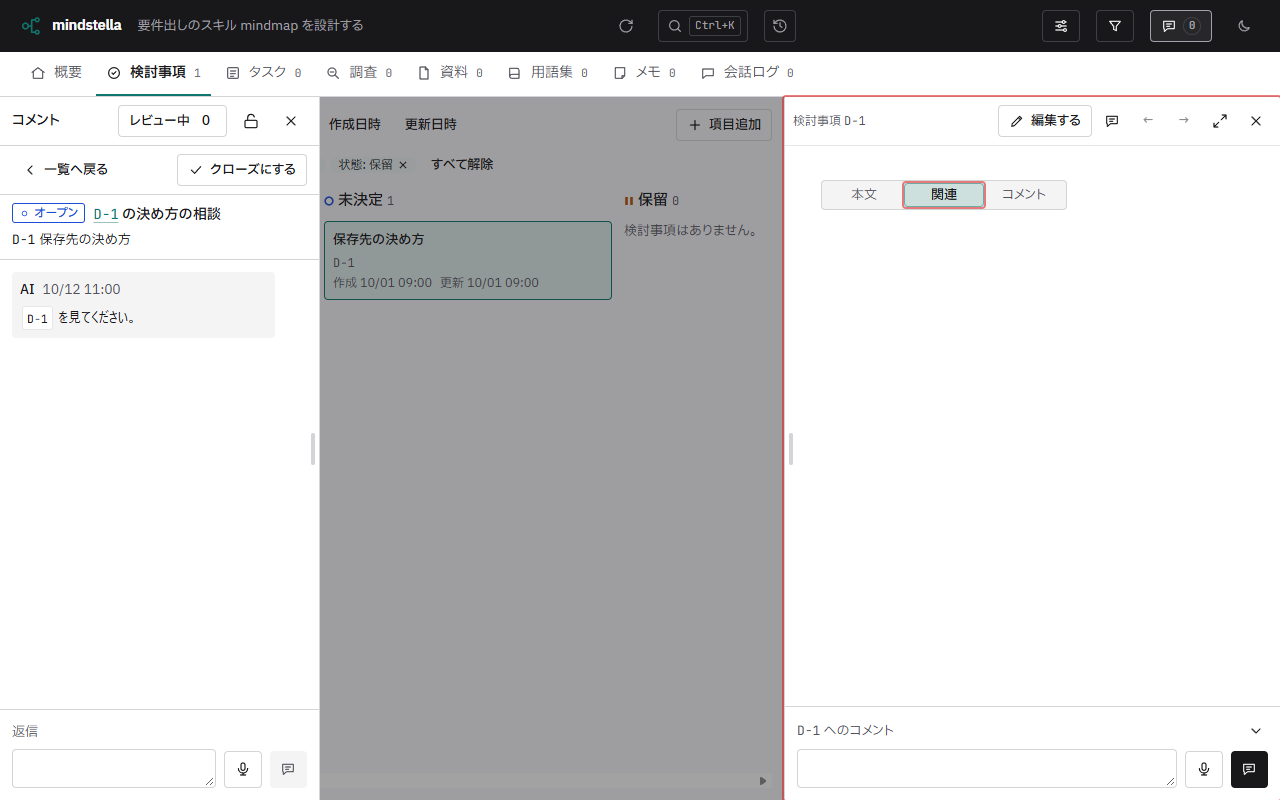 mindstella 要件出しのスキル mindmap を設計する Ctrl+K 0
概要 検討事項 1 タスク 0 調査 0 資料 0 用語集 0 メモ 0 会話ログ 0
コメント レビュー中 0
一覧へ戻る クローズにする
オープン D-1 の決め方の相談
D-1 保存先の決め方
AI 10/12 11:00
D-1 を見てください。
返信
作成日時 更新日時 項目追加
状態: 保留 × すべて解除
未決定 1 保留 0
保存先の決め方
D-1
作成 10/01 09:00 更新 10/01 09:00
検討事項はありません。
検討事項 D-1 編集する
本文 関連 コメント
D-1 へのコメント